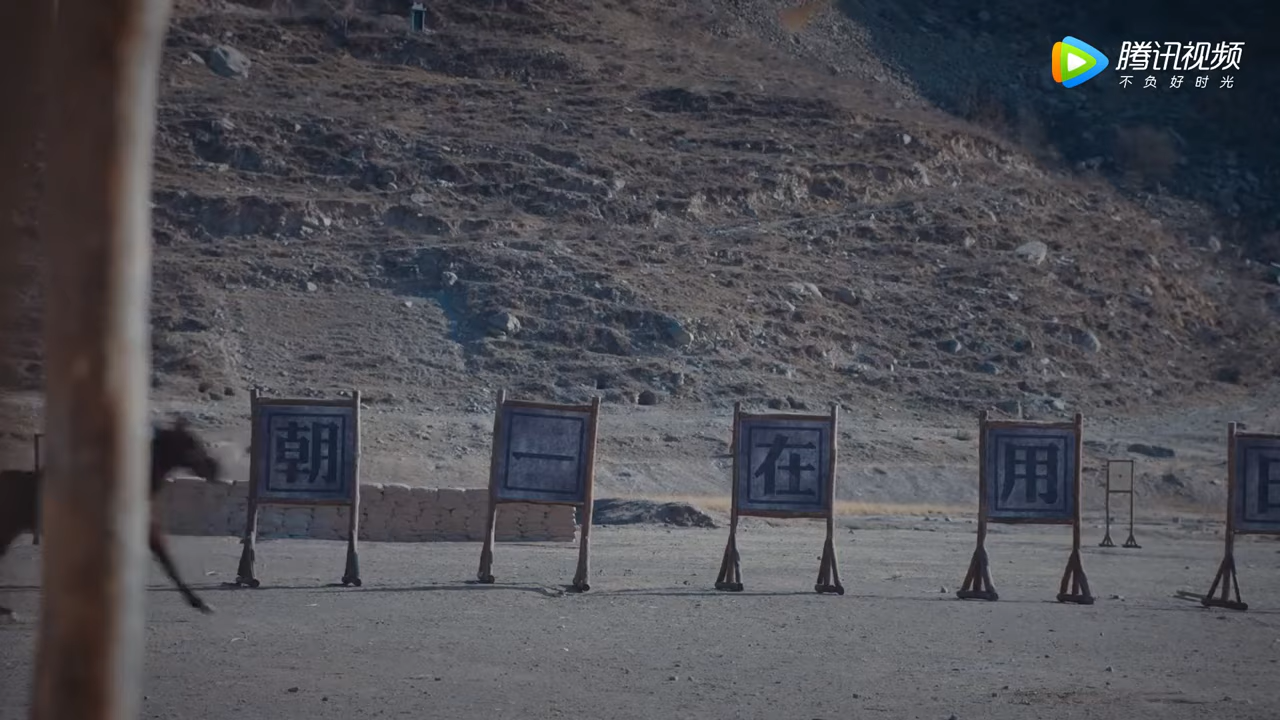 腾讯视频
不负好时光
朝 一 在 用